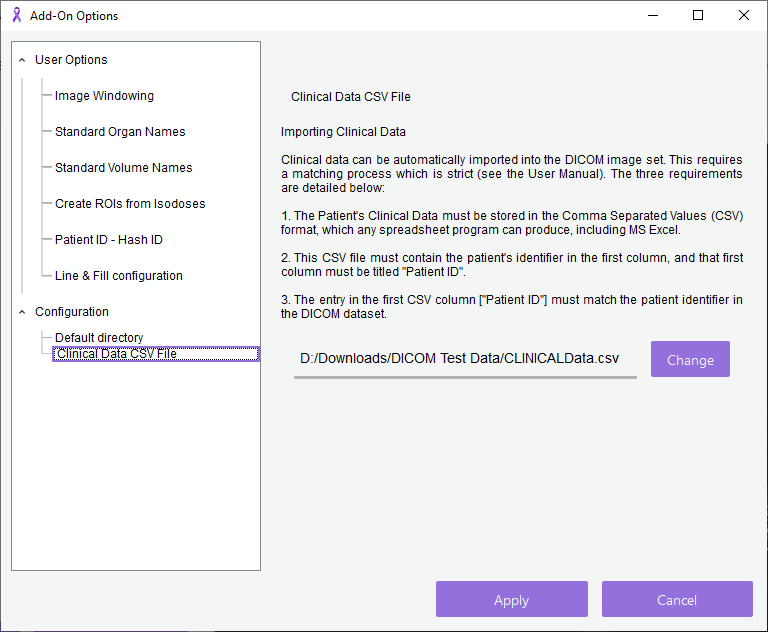 Add-On Options
User Options
Image Windowing
Standard Organ Names
Standard Volume Names
Create ROIs from Isodoses
Patient ID - Hash ID
Line & Fill configuration
Configuration
Default directory
Clinical Data CSV File
Clinical Data CSV File
Importing Clinical Data
Clinical data can be automatically imported into the DICOM image set. This requires
a matching process which is strict (see the User Manual). The three requirements
are detailed below:
1. The Patient's Clinical Data must be stored in the Comma Separated Values (CSV)
format, which any spreadsheet program can produce, including MS Excel.
2. This CSV file must contain the patient's identifier in the first column, and that first
column must be titled "Patient ID".
3. The entry in the first CSV column ["Patient ID"] must match the patient identifier in
the DICOM dataset.
D:/Downloads/DICOM Test Data/CLINICALData.csv
Change
Apply
Cancel